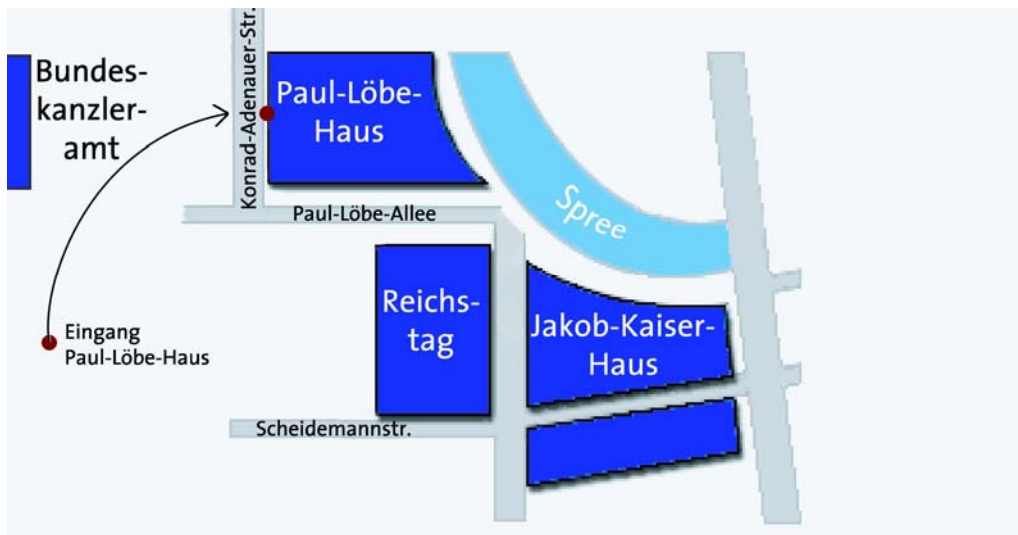 Bundes-
kanzler-
amt
Konrad-Adenauer-Str.
Paul-Löbe-
Haus
Paul-Löbe-Allee
Spree
Reichs-
tag
Jakob-Kaiser-
Haus
Eingang
Paul-Löbe-Haus
Scheidemannstr.